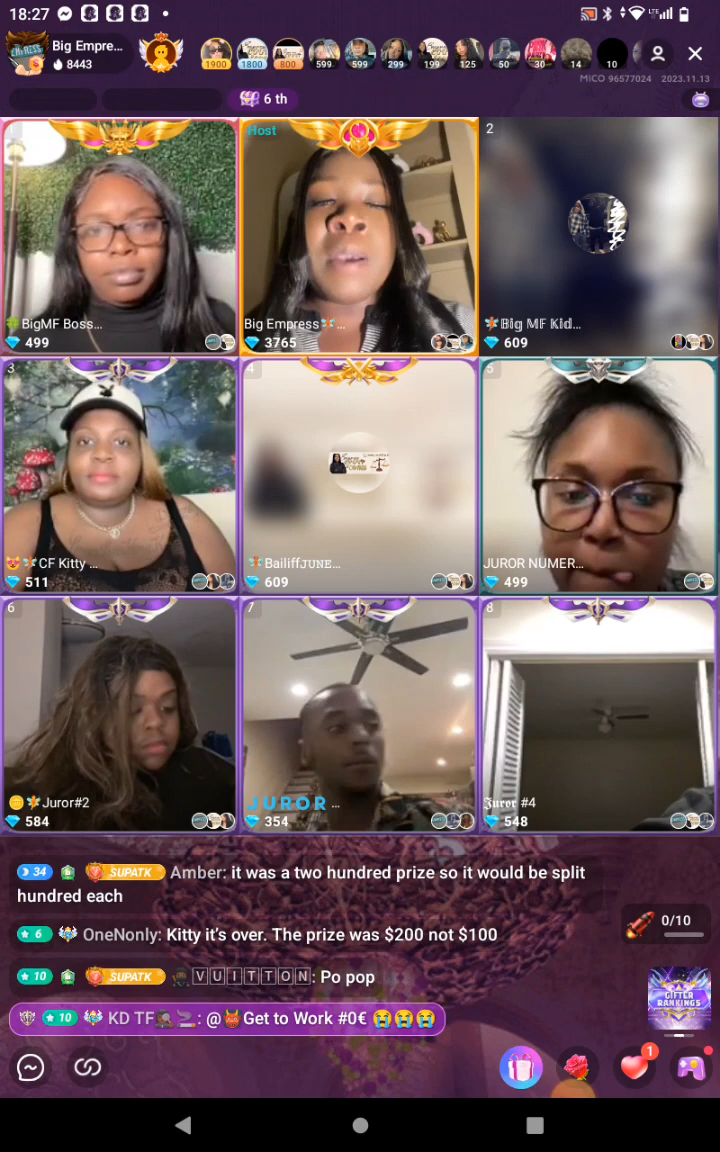 18:27
LTE
EMPRESS
Big Empre...
8443
1900
1800
800
599
599
299
199
125
50
30
14
10
MICO 96577024 2023.11.13
6 th
BigMF Boss...
499
Host
Big Empress...
3765
2
𝔹𝕚𝕘 𝕄𝔽 𝕂𝕚𝕕...
609
3
CF Kitty ...
511
4
BailiffJUNE...
609
5
JUROR NUMER...
499
6
Juror#2
584
7
JUROR ...
354
8
𝕵𝖚𝖗𝖔𝖗 #4
548
34 SUPATK Amber: it was a two hundred prize so it would be split
hundred each
6 OneNonly: Kitty it's over. The prize was $200 not $100
0/10
10 SUPATK 🅅🅄🄸🅃🅃🄾🄽: Po pop
10 KD TF: @👹Get to Work #0€ 😭😭😭
GIFTER
RANKINGS
1